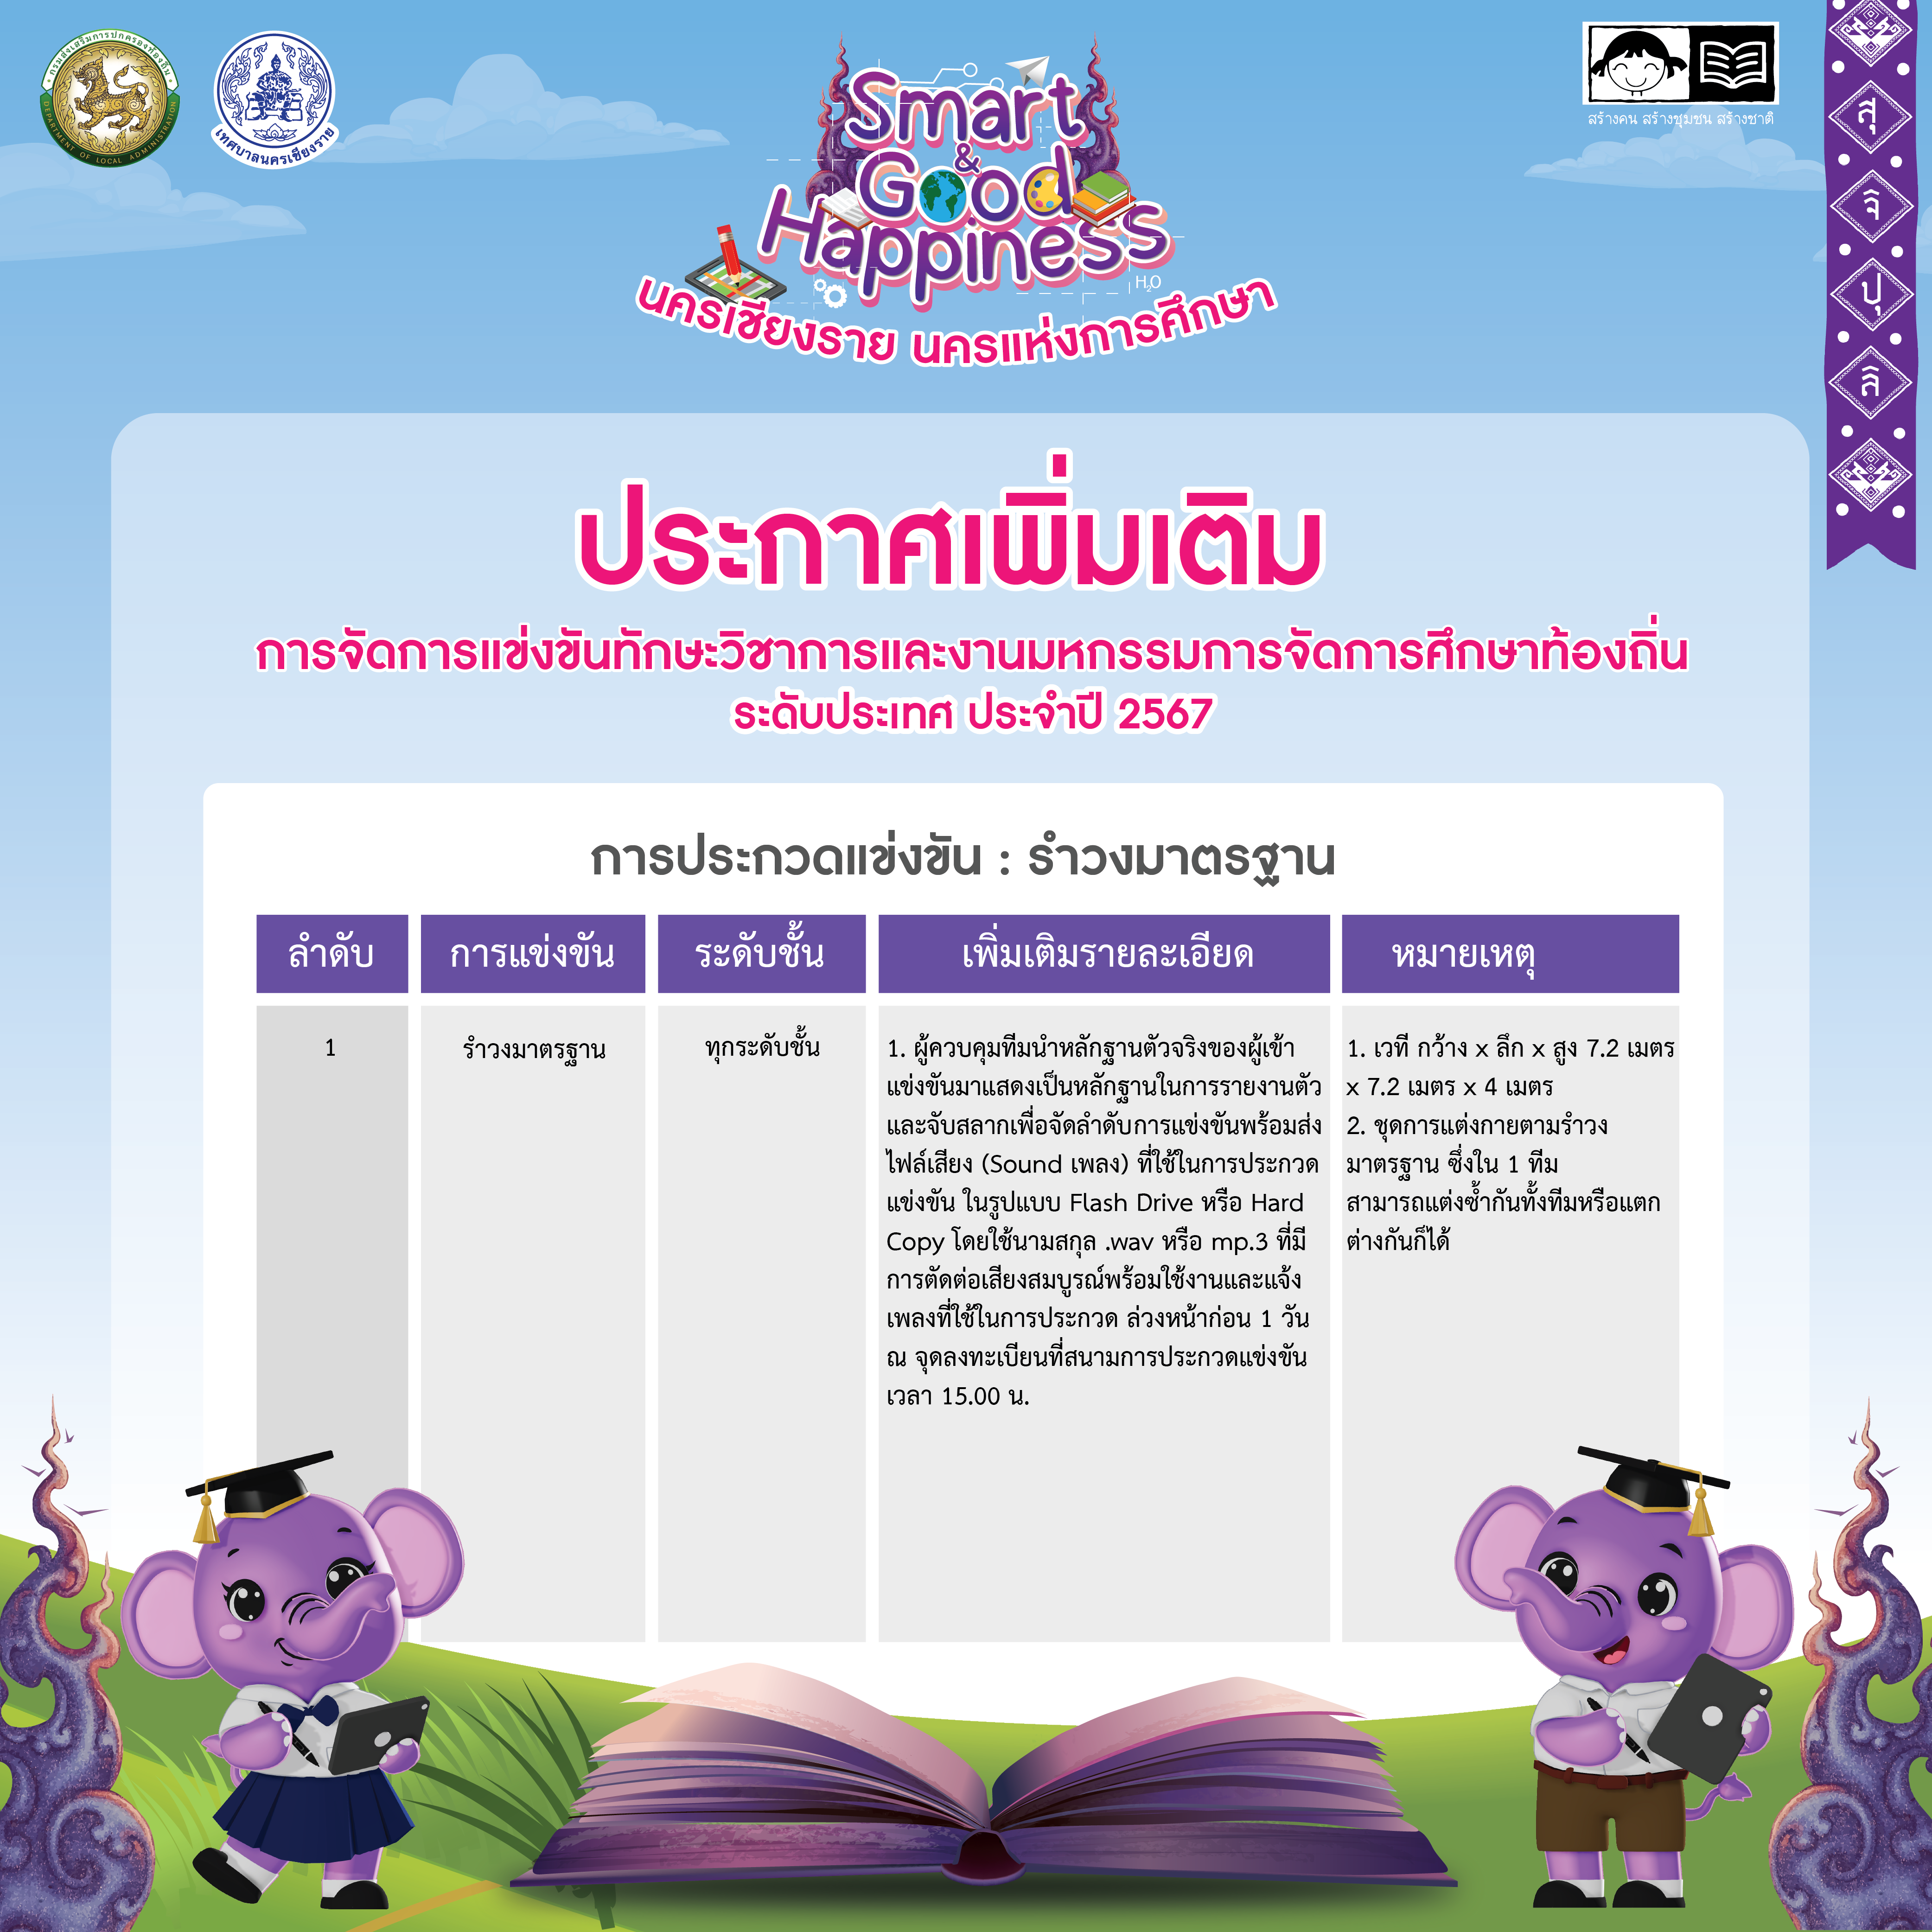 กรมส่งเสริมการปกครองท้องถิ่น
DEPARTMENT OF LOCAL ADMINISTRATION
เทศบาลนครเชียงราย
Smart
&
Good
Happiness
H2O
นครเชียงราย นครแห่งการศึกษา
สร้างคน สร้างชุมชน สร้างชาติ
สุ
จิ
ปุ
ลิ
ประกาศเพิ่มเติม
การจัดการแข่งขันทักษะวิชาการและงานมหกรรมการจัดการศึกษาท้องถิ่น
ระดับประเทศ ประจำปี 2567
การประกวดแข่งขัน : รำวงมาตรฐาน
ลำดับ การแข่งขัน ระดับชั้น เพิ่มเติมรายละเอียด หมายเหตุ
1
รำวงมาตรฐาน
ทุกระดับชั้น
1. ผู้ควบคุมทีมนำหลักฐานตัวจริงของผู้เข้า
แข่งขันมาแสดงเป็นหลักฐานในการรายงานตัว
และจับสลากเพื่อจัดลำดับการแข่งขันพร้อมส่ง
ไฟล์เสียง (Sound เพลง) ที่ใช้ในการประกวด
แข่งขัน ในรูปแบบ Flash Drive หรือ Hard
Copy โดยใช้นามสกุล .wav หรือ mp.3 ที่มี
การตัดต่อเสียงสมบูรณ์พร้อมใช้งานและแจ้ง
เพลงที่ใช้ในการประกวด ล่วงหน้าก่อน 1 วัน
ณ จุดลงทะเบียนที่สนามการประกวดแข่งขัน
เวลา 15.00 น.
1. เวที กว้าง x ลึก x สูง 7.2 เมตร
x 7.2 เมตร x 4 เมตร
2. ชุดการแต่งกายตามรำวง
มาตรฐาน ซึ่งใน 1 ทีม
สามารถแต่งซ้ำกันทั้งทีมหรือแตก
ต่างกันก็ได้